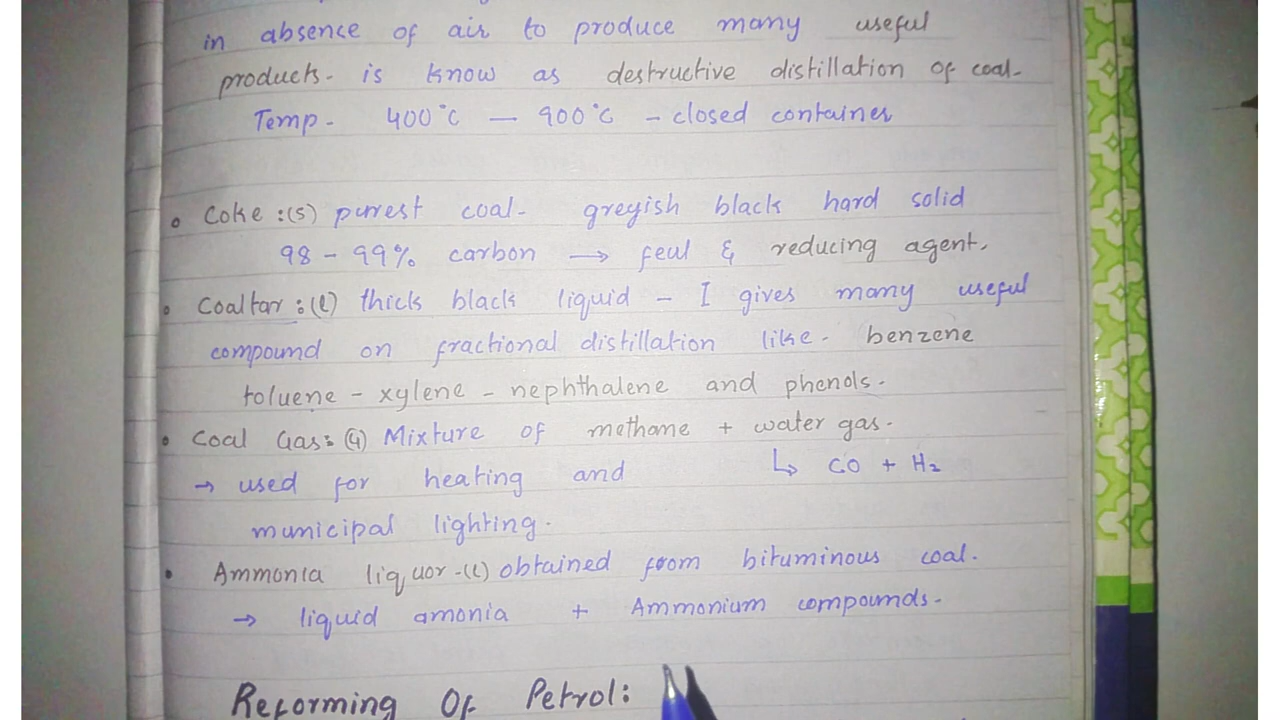 in absence of air to produce many useful
products- is know as destructive distillation of coal-
Temp- 400°C — 900°C - closed container
• Coke :(s) purest coal- greyish black hard solid
98 - 99% carbon → feul & reducing agent.
• Coaltar :(l) thick black liquid - I gives many useful
compound on fractional distillation like- benzene
toluene - xylene - nephthalene and phenols-
• Coal Gas: (G) Mixture of methane + water gas-
→ used for heating and ↳ CO + H₂
municipal lighting-
• Ammonia liquor-(l) obtained from bituminous coal-
→ liquid amonia + Ammonium compounds-
Reforming Of Petrol: